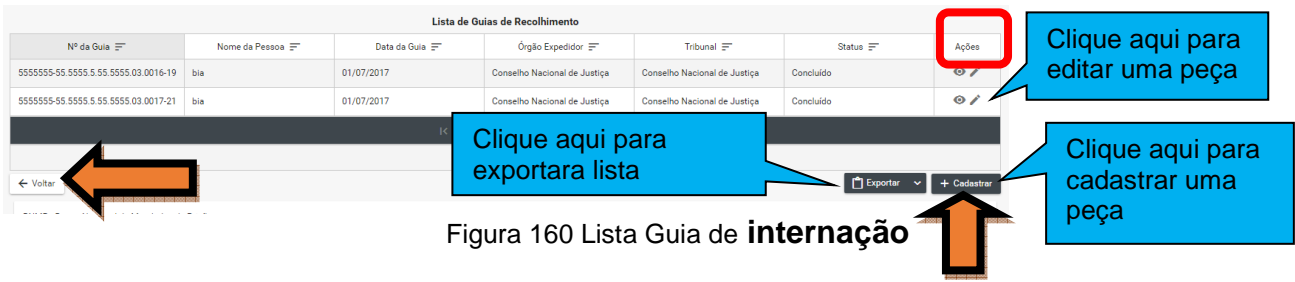 Lista de Guias de Recolhimento
Nº da Guia Nome da Pessoa Data da Guia Órgão Expedidor Tribunal Status Ações
5555555-55.5555.5.55.5555.03.0016-19 bia 01/07/2017 Conselho Nacional de Justiça Conselho Nacional de Justiça Concluído
5555555-55.5555.5.55.5555.03.0017-21 bia 01/07/2017 Conselho Nacional de Justiça Conselho Nacional de Justiça Concluído
Clique aqui para
editar uma peça
Clique aqui para
exportara lista
Voltar
Exportar
+ Cadastrar
Clique aqui para
cadastrar uma
peça
Figura 160 Lista Guia de internação